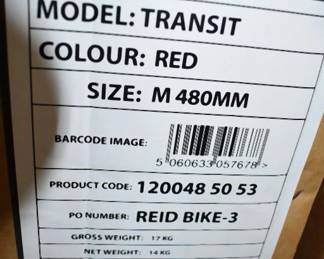 MODEL: TRANSIT
COLOUR: RED
SIZE: M 480MM
BARCODE IMAGE:
5 060633 057678 >
PRODUCT CODE: 120048 50 53
PO NUMBER: REID BIKE-3
GROSS WEIGHT: 17 KG
NET WEIGHT: 14 KG